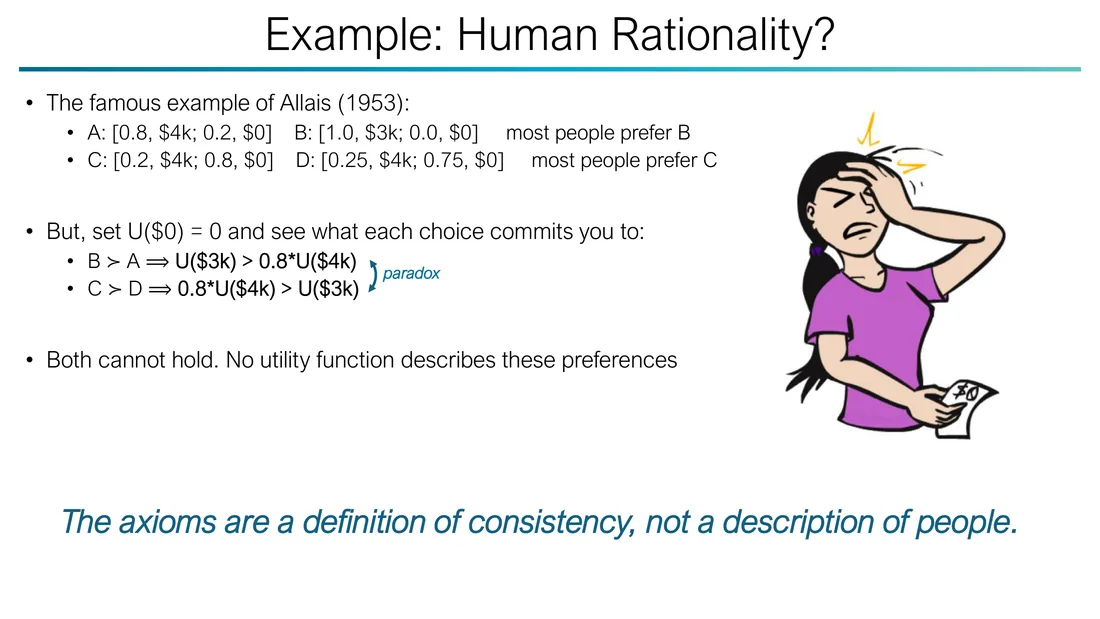 Example: Human Rationality?
• The famous example of Allais (1953):
• A: [0.8, $4k; 0.2, $0] B: [1.0, $3k; 0.0, $0] most people prefer B
• C: [0.2, $4k; 0.8, $0] D: [0.25, $4k; 0.75, $0] most people prefer C
• But, set U($0) = 0 and see what each choice commits you to:
• B ≻ A ⟹ U($3k) > 0.8*U($4k)
paradox
• C ≻ D ⟹ 0.8*U($4k) > U($3k)
• Both cannot hold. No utility function describes these preferences
$0
The axioms are a definition of consistency, not a description of people.